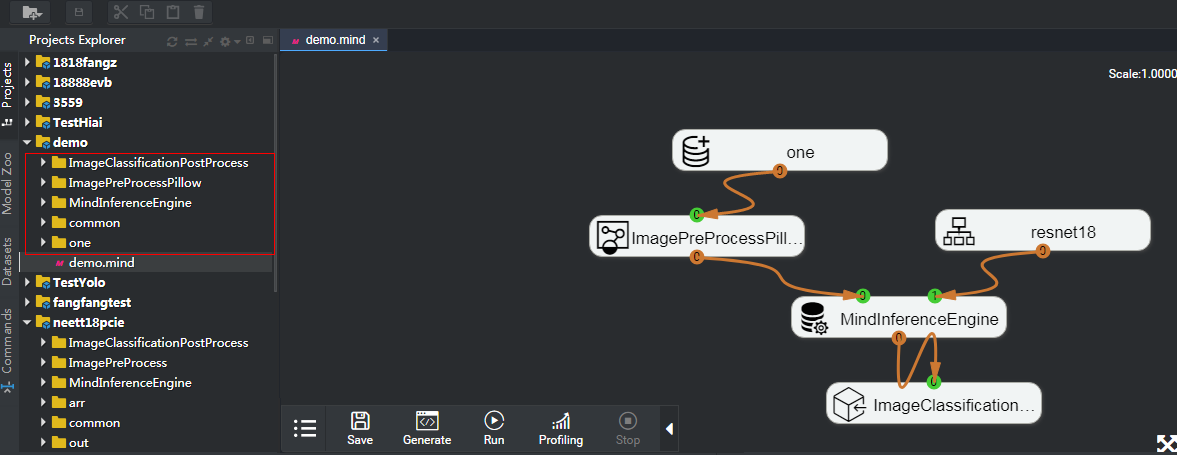 Projects Explorer
demo.mind ×
Scale:1.0000
Projects
Model Zoo
Datasets
Commands
1818fangz
18888evb
3559
TestHiai
demo
ImageClassificationPostProcess
ImagePreProcessPillow
MindInferenceEngine
common
one
demo.mind
TestYolo
fangfangtest
neett18pcie
ImageClassificationPostProcess
ImagePreProcess
MindInferenceEngine
arr
common
out
one
0
0
ImagePreProcessPill...
0
resnet18
0
0
1
MindInferenceEngine
0
0
ImageClassification...
Save
Generate
Run
Profiling
Stop